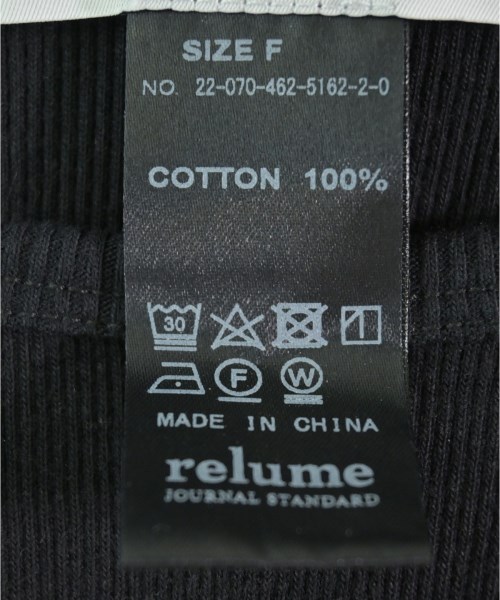 SIZE F
NO. 22-070-462-5162-2-0
COTTON 100%
30
F W
MADE IN CHINA
relume
JOURNAL STANDARD